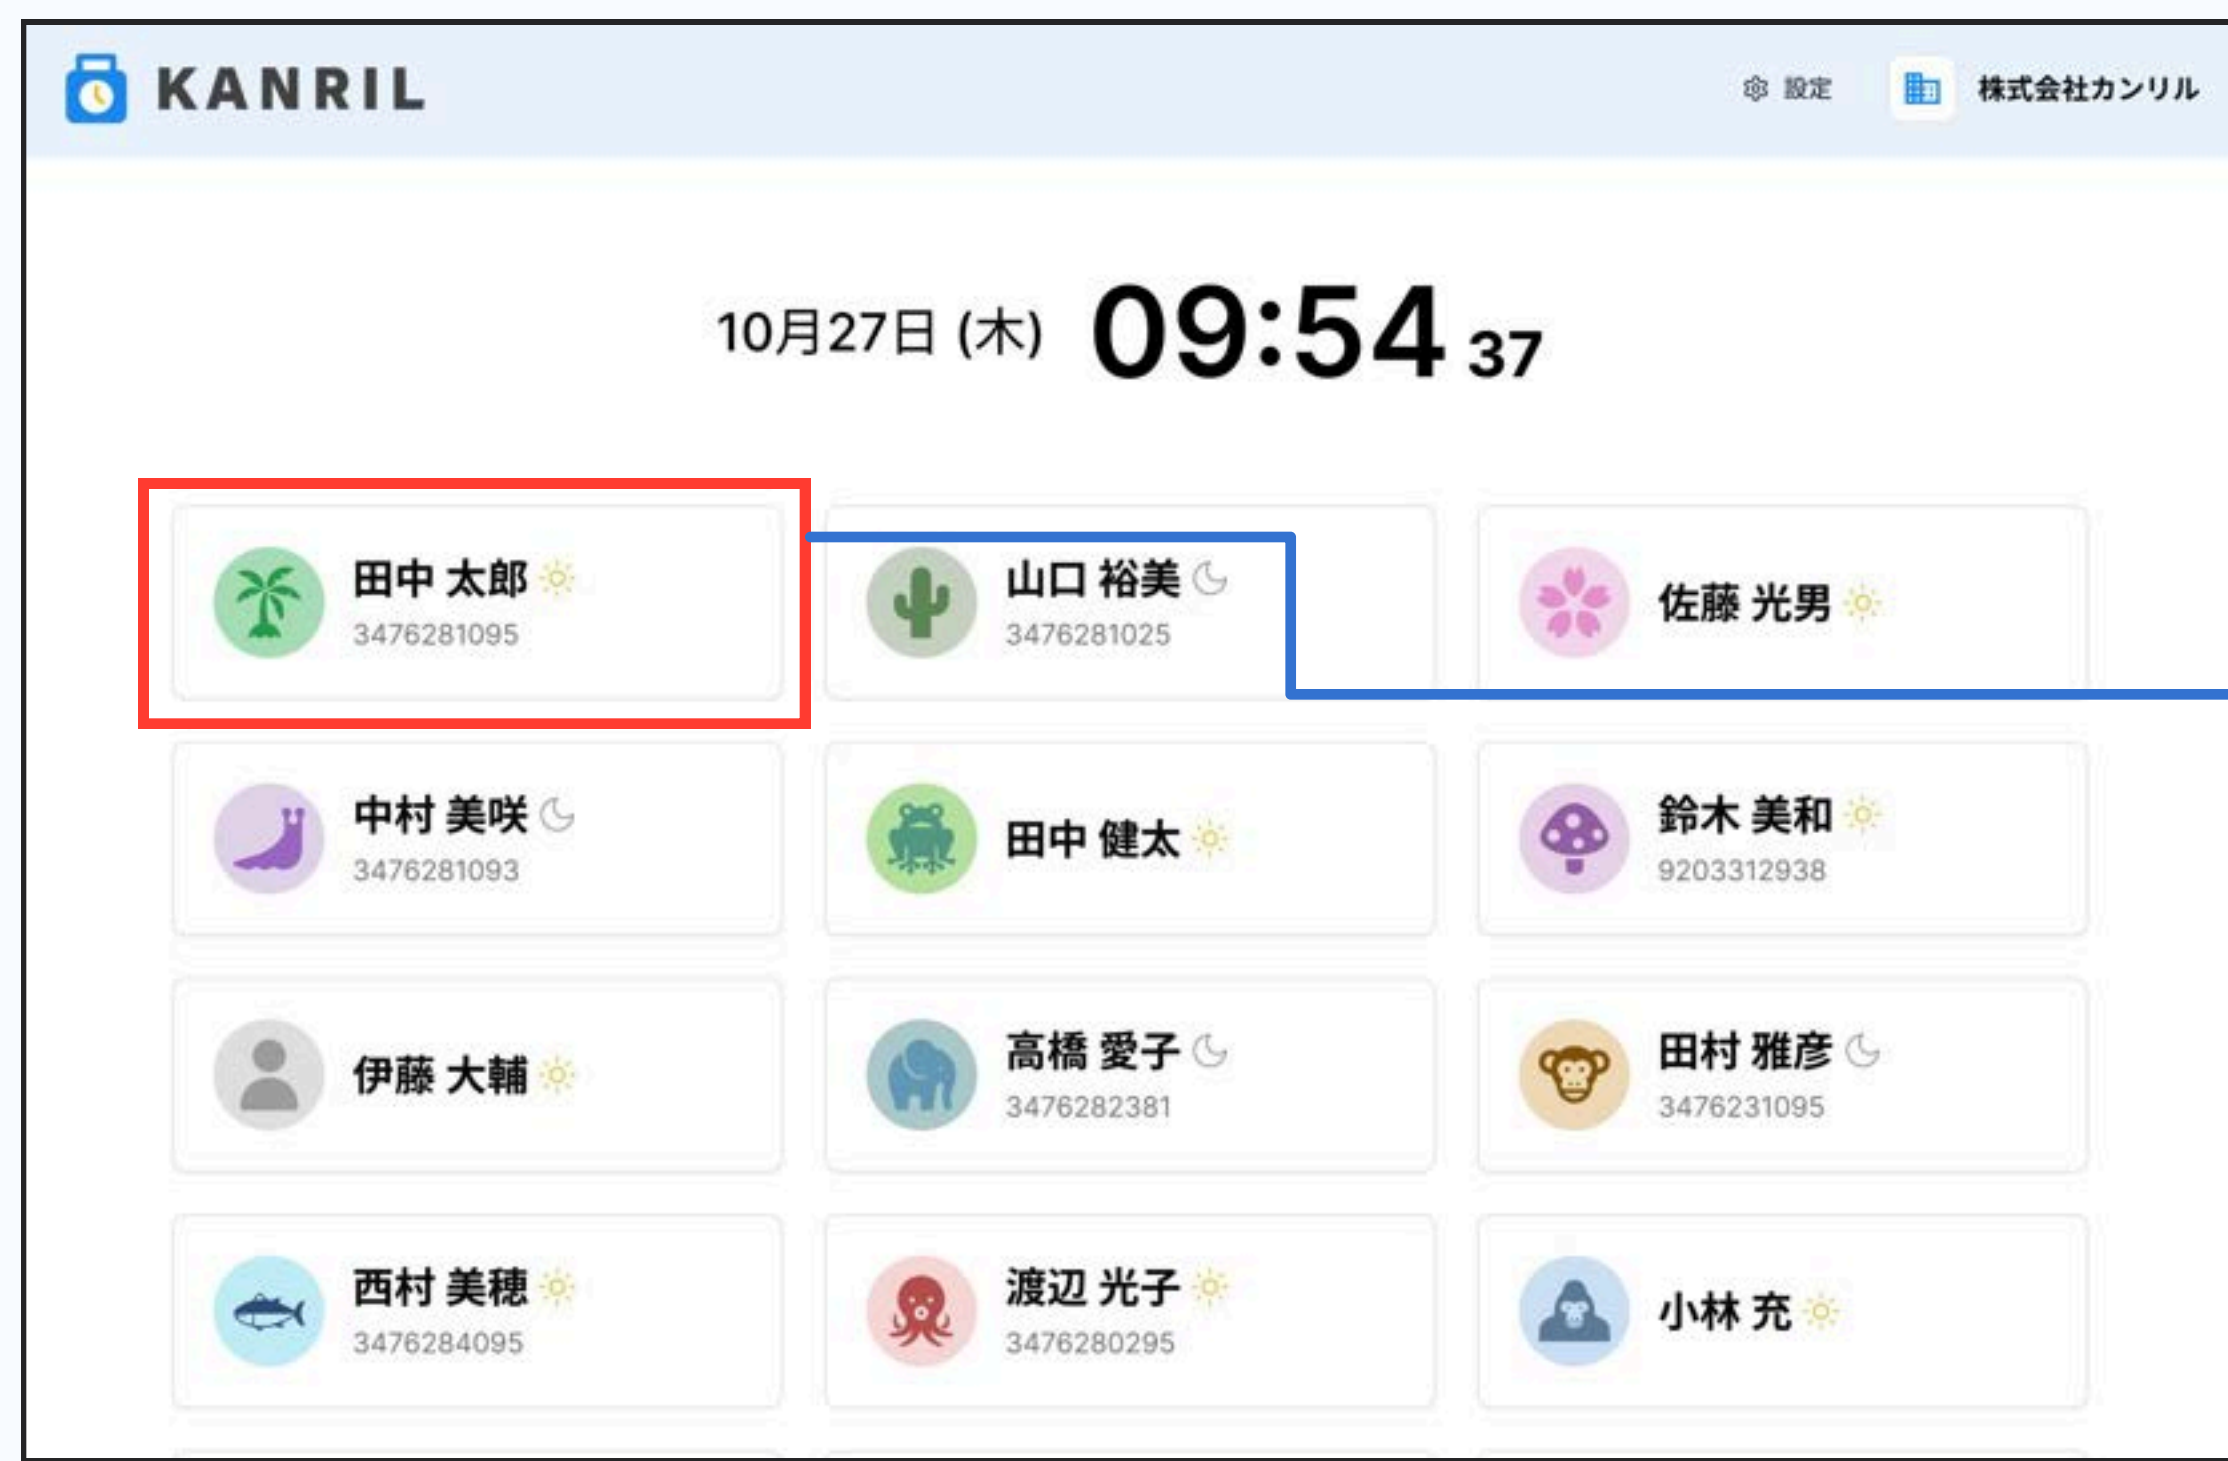 KANRIL
設定
株式会社カンリル
10月27日 (木) 09:54 37
田中 太郎
3476281095
山口 裕美
3476281025
佐藤 光男
中村 美咲
3476281093
田中 健太
鈴木 美和
9203312938
伊藤 大輔
高橋 愛子
3476282381
田村 雅彦
3476231095
西村 美穂
3476284095
渡辺 光子
3476280295
小林 充